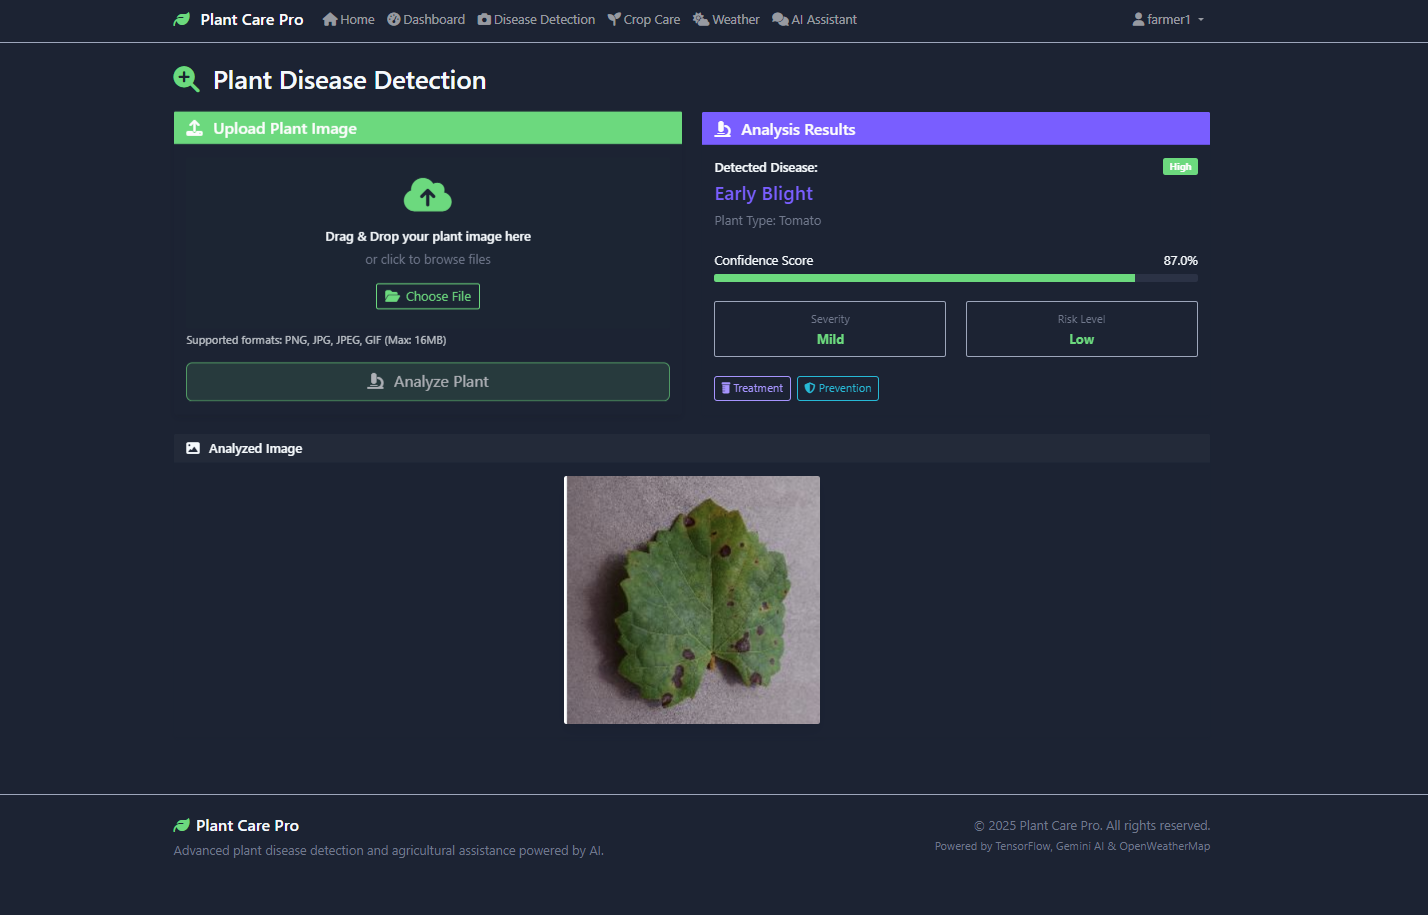 Plant Care Pro Home Dashboard Disease Detection Crop Care Weather AI Assistant farmer1
Plant Disease Detection
Upload Plant Image
Drag & Drop your plant image here
or click to browse files
Choose File
Supported formats: PNG, JPG, JPEG, GIF (Max: 16MB)
Analyze Plant
Analysis Results
Detected Disease: High
Early Blight
Plant Type: Tomato
Confidence Score 87.0%
Severity
Mild
Risk Level
Low
Treatment Prevention
Analyzed Image
Plant Care Pro
Advanced plant disease detection and agricultural assistance powered by AI.
© 2025 Plant Care Pro. All rights reserved.
Powered by TensorFlow, Gemini AI & OpenWeatherMap